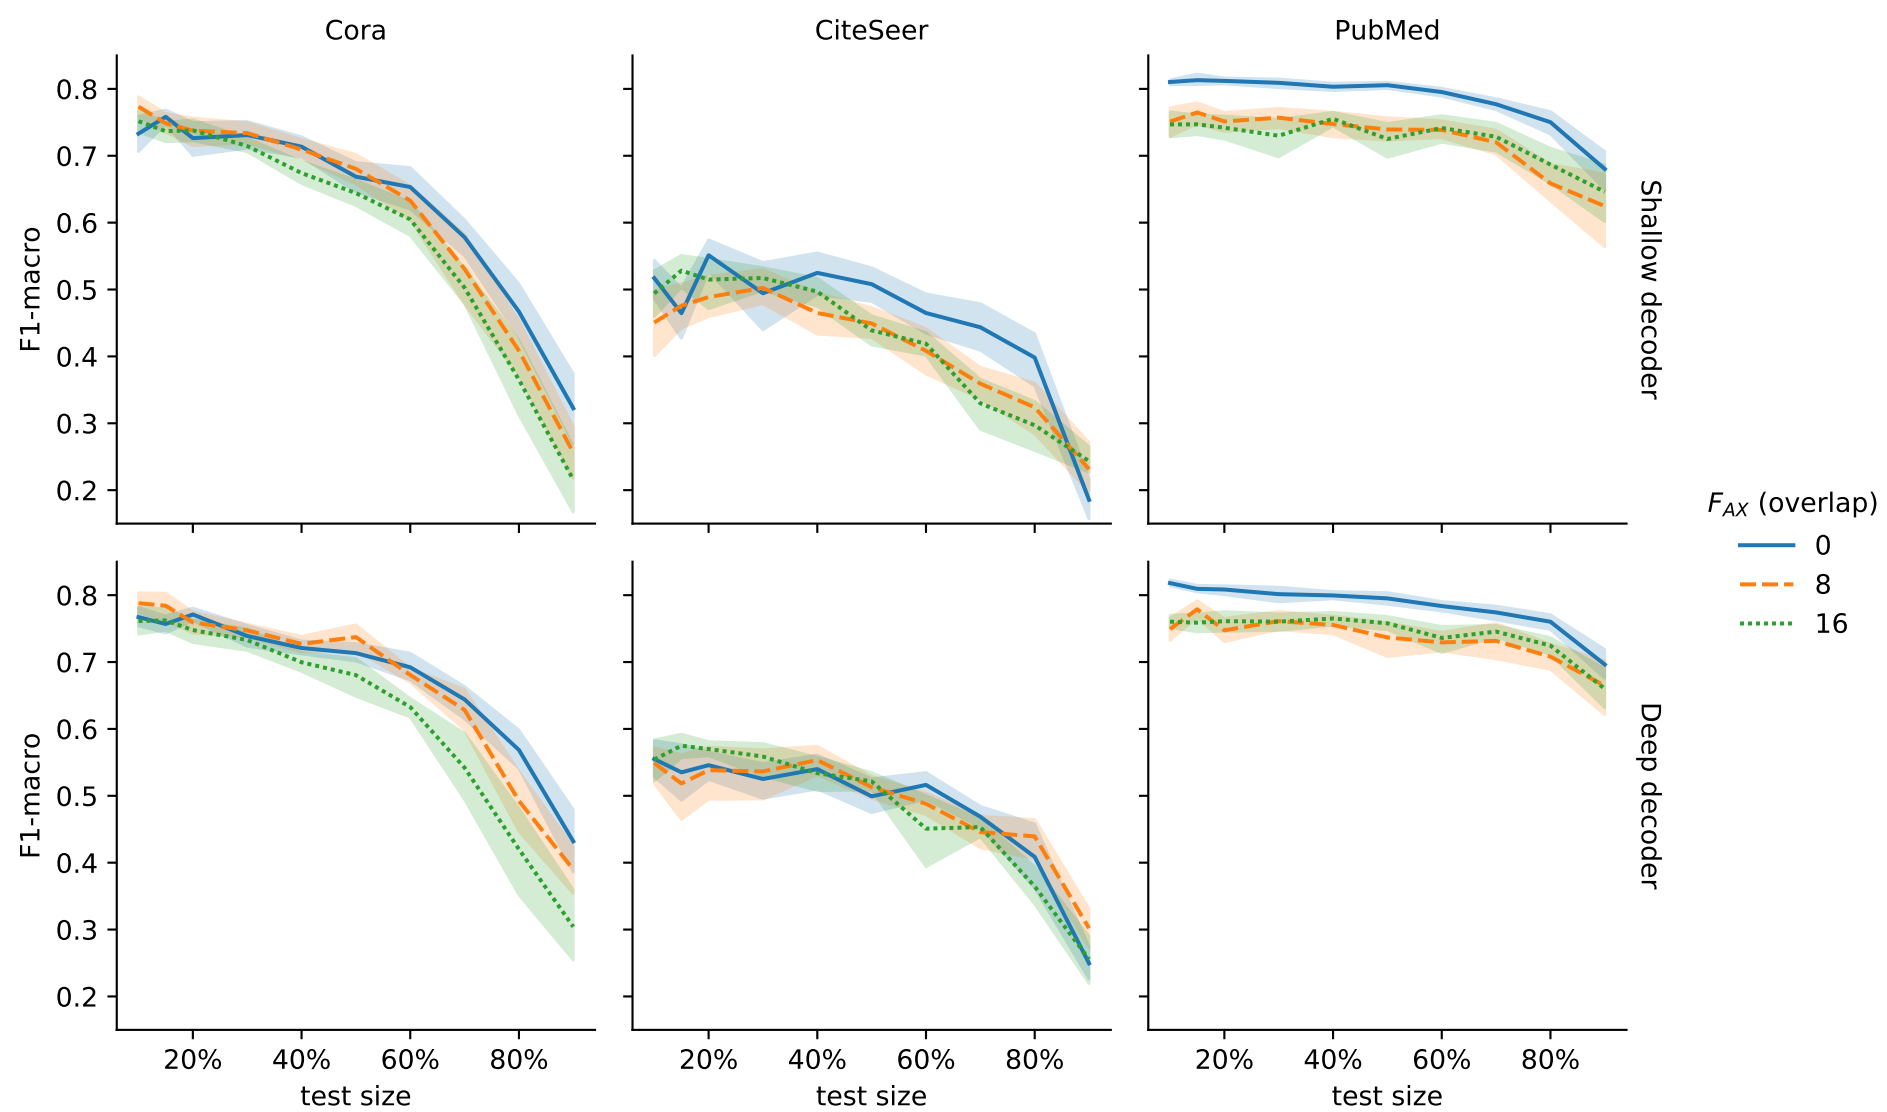 Cora
CiteSeer
PubMed
0.8
0.7
0.6
0.5
0.4
0.3
0.2
F1-macro
Shallow decoder
F_AX (overlap)
0
8
16
0.8
0.7
0.6
0.5
0.4
0.3
0.2
F1-macro
Deep decoder
20% 40% 60% 80%
20% 40% 60% 80%
20% 40% 60% 80%
test size
test size
test size